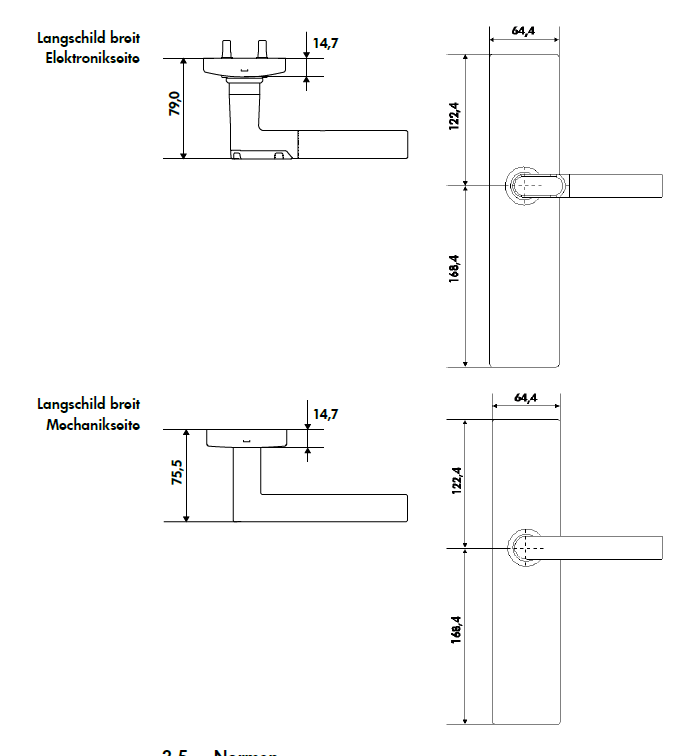 Langschild breit
Elektronikseite
14,7
79,0
64,4
122,4
168,4
Langschild breit
Mechanikseite
14,7
75,5
64,4
122,4
168,4